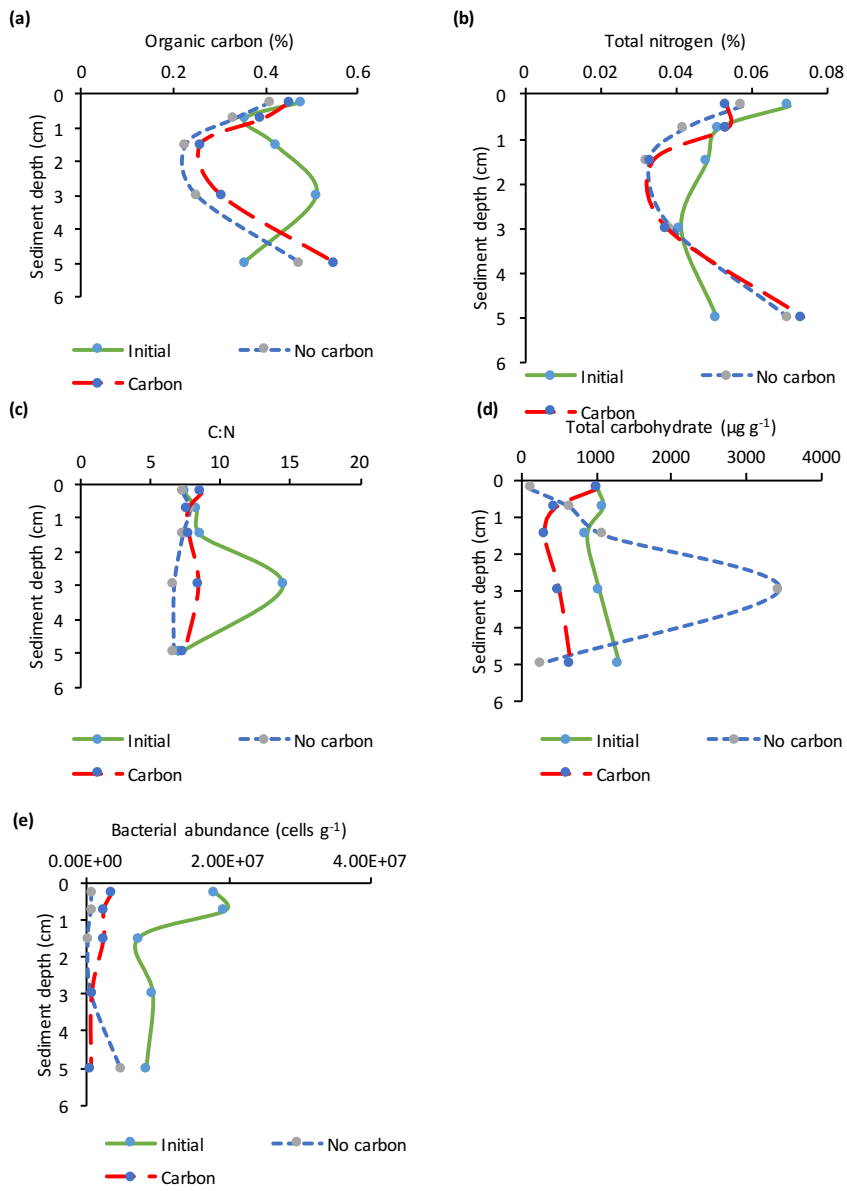 (a)
Organic carbon (%)
0 0.2 0.4 0.6
0
1
2
3
4
5
6
Sediment depth (cm)
Initial No carbon
Carbon
(b)
Total nitrogen (%)
0 0.02 0.04 0.06 0.08
0
1
2
3
4
5
6
Sediment depth (cm)
Initial No carbon
Carbon
(c)
C:N
0 5 10 15 20
0
1
2
3
4
5
6
Sediment depth (cm)
Initial No carbon
Carbon
(d)
Total carbohydrate (μg g⁻¹)
0 1000 2000 3000 4000
0
1
2
3
4
5
6
Sediment depth (cm)
Initial No carbon
Carbon
(e)
Bacterial abundance (cells g⁻¹)
0.00E+00 2.00E+07 4.00E+07
0
1
2
3
4
5
6
Sediment depth (cm)
Initial No carbon
Carbon